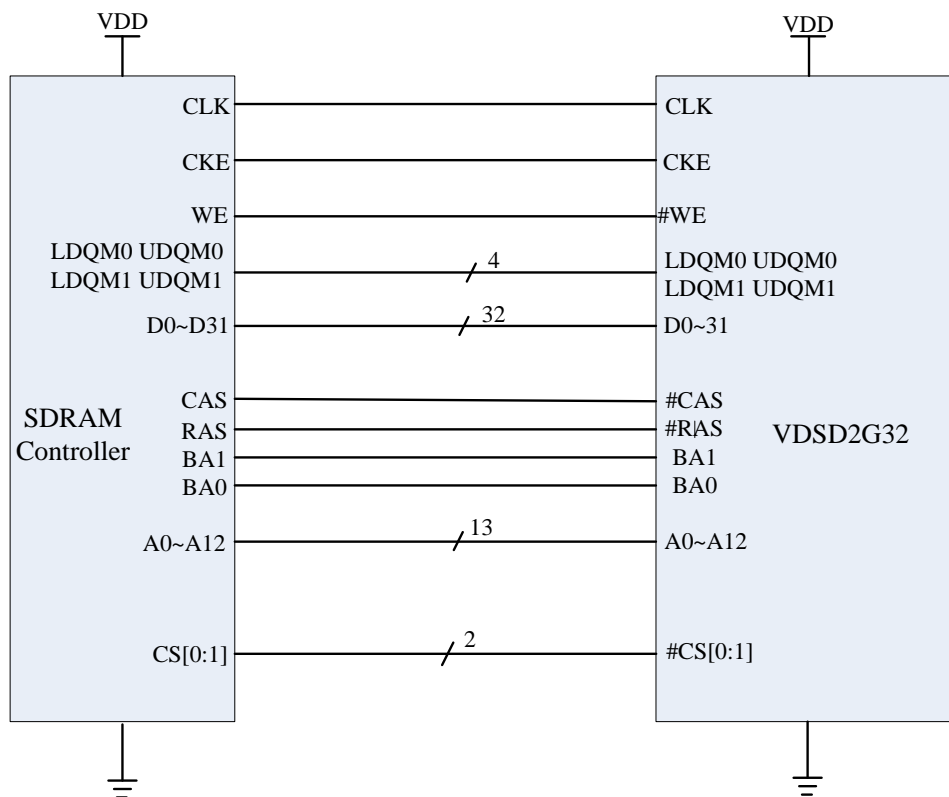 VDD
VDD
CLK
CLK
CKE
CKE
WE
#WE
LDQM0 UDQM0
LDQM1 UDQM1
4
LDQM0 UDQM0
LDQM1 UDQM1
D0~D31
32
D0~31
CAS
#CAS
SDRAM
Controller
RAS
#RAS
VDSD2G32
BA1
BA1
BA0
BA0
A0~A12
13
A0~A12
CS[0:1]
2
#CS[0:1]